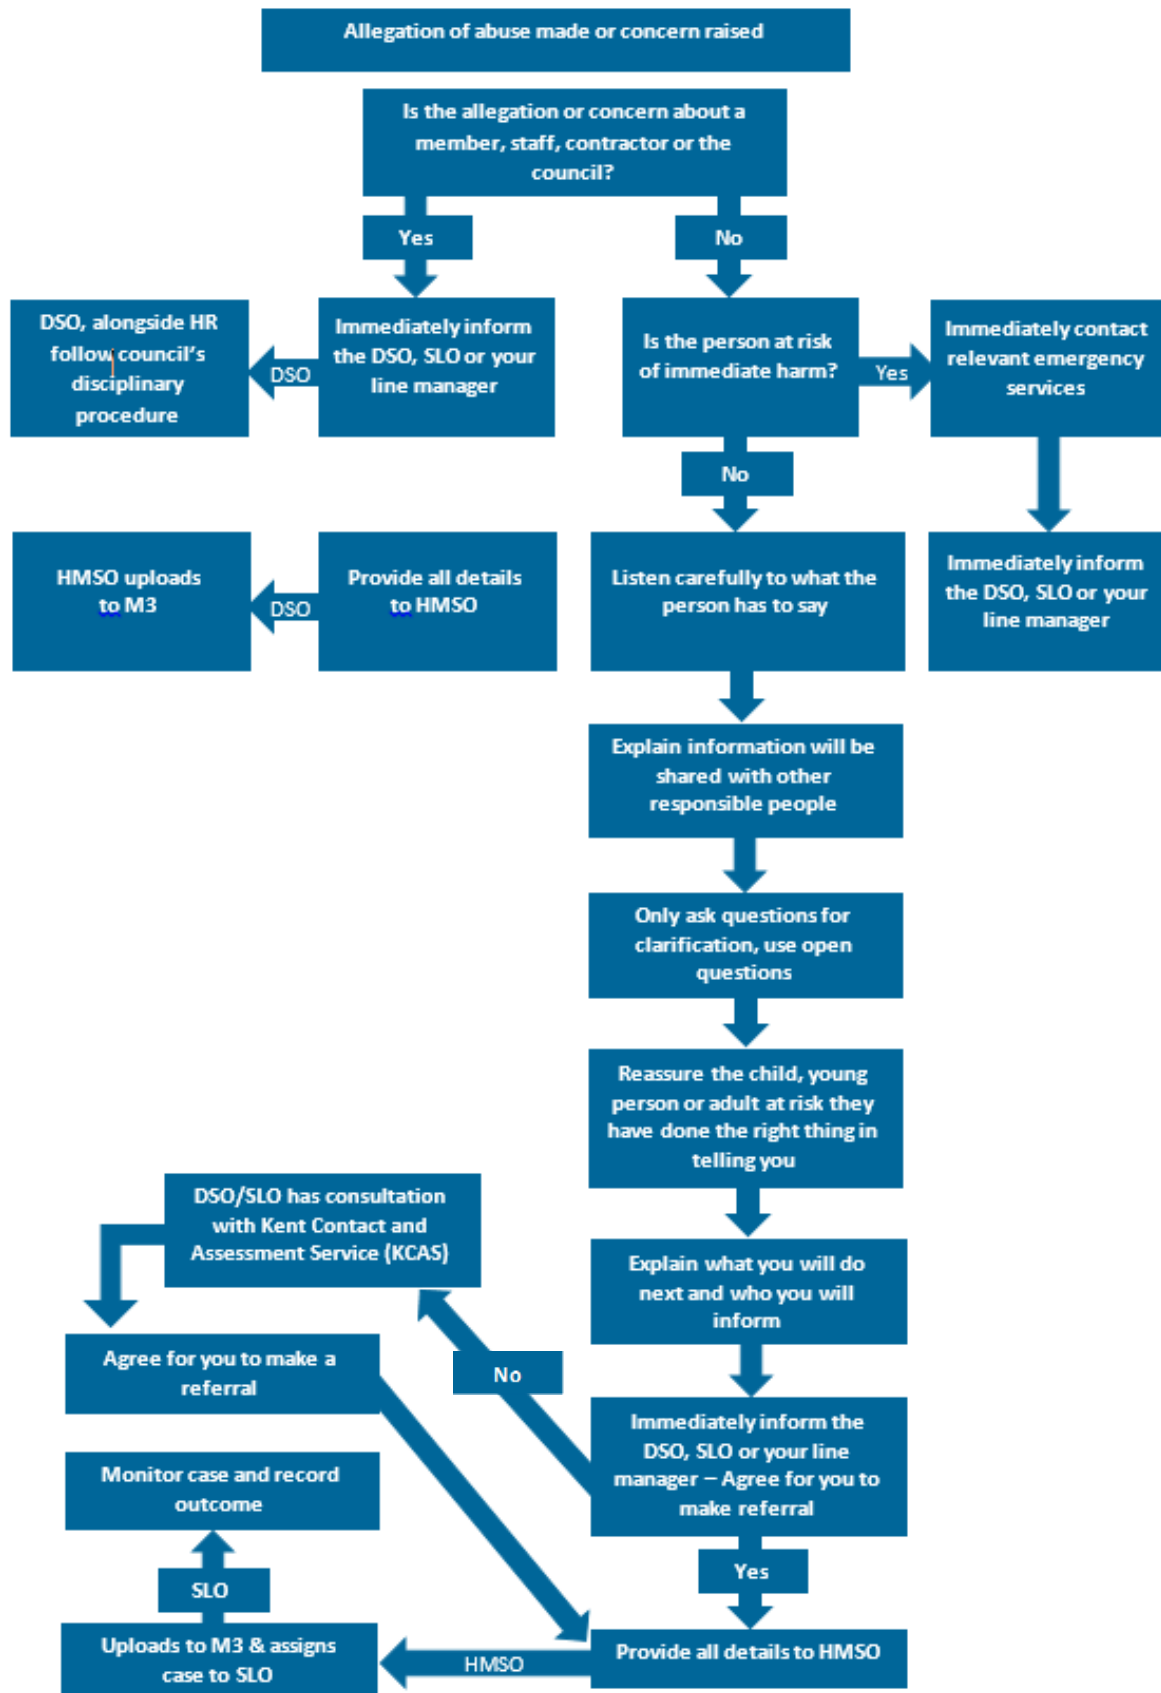 Allegation of abuse made or concern raised
Is the allegation or concern about a
member, staff, contractor or the
council?
Yes
No
DSO, alongside HR
follow council's
disciplinary
procedure
DSO
Immediately inform
the DSO, SLO or your
line manager
Is the person at risk
of immediate harm?
Yes
Immediately contact
relevant emergency
services
No
HMSO uploads
to M3
DSO
Provide all details
to HMSO
Listen carefully to what the
person has to say
Immediately inform
the DSO, SLO or your
line manager
Explain information will be
shared with other
responsible people
Only ask questions for
clarification, use open
questions
Reassure the child, young
person or adult at risk they
have done the right thing in
telling you
DSO/SLO has consultation
with Kent Contact and
Assessment Service (KCAS)
Explain what you will do
next and who you will
inform
Agree for you to make a
referral
No
Immediately inform the
DSO, SLO or your line
manager – Agree for you to
make referral
Monitor case and record
outcome
Yes
SLO
Uploads to M3 & assigns
case to SLO
HMSO
Provide all details to HMSO